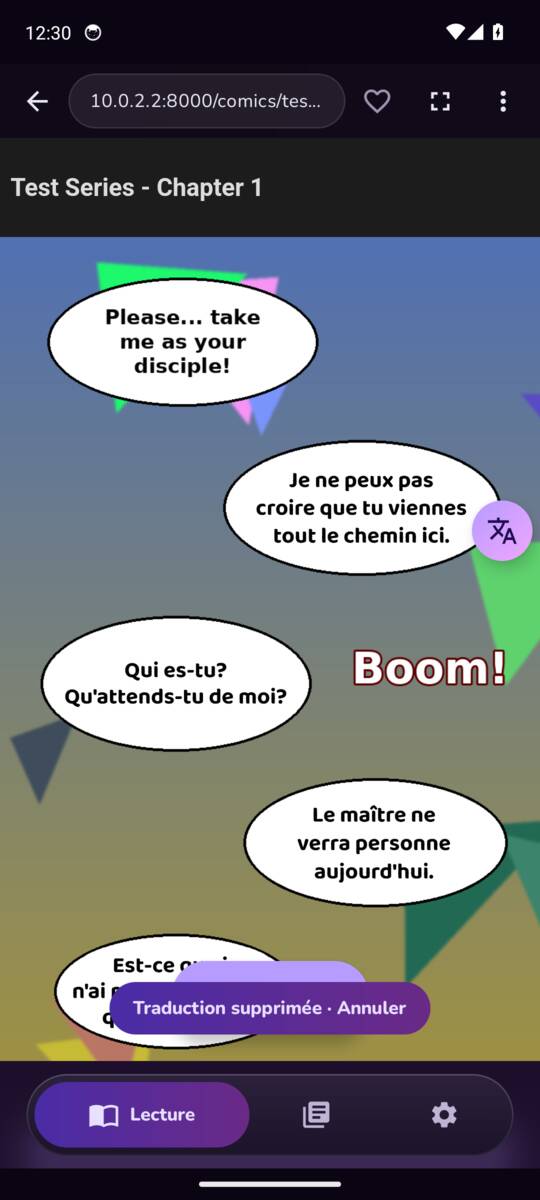 12:30
10.0.2.2:8000/comics/tes...
Test Series - Chapter 1
Please... take
me as your
disciple!
Je ne peux pas
croire que tu viennes
tout le chemin ici.
Qui es-tu?
Qu'attends-tu de moi?
Boom!
Le maître ne
verra personne
aujourd'hui.
Est-ce
n'ai
Traduction supprimée · Annuler
Lecture